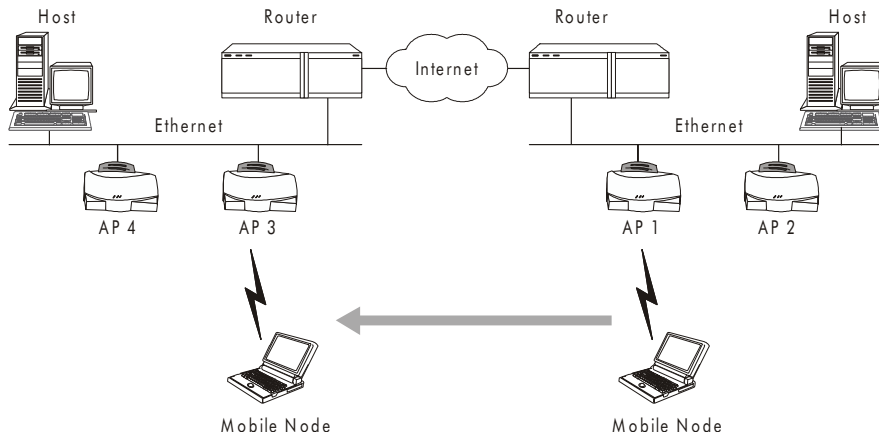 Host
Router
Router
Host
Internet
Ethernet
Ethernet
AP 4
AP 3
AP 1
AP 2
Mobile Node
Mobile Node